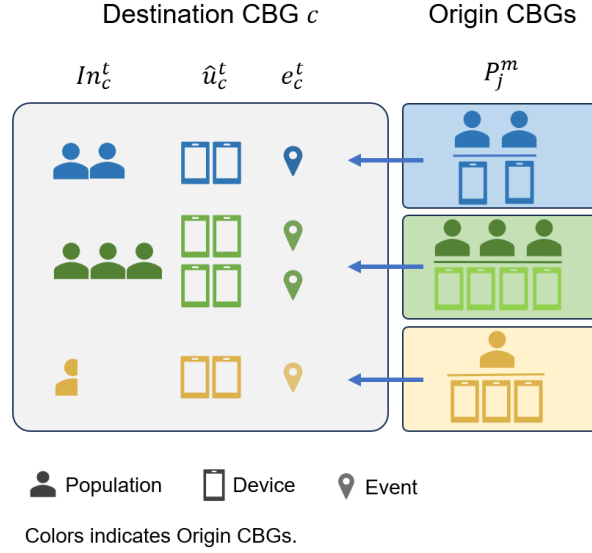 Destination CBG c
Origin CBGs
In_c^t
û_c^t
e_c^t
P_j^m
Population
Device
Event
Colors indicates Origin CBGs.